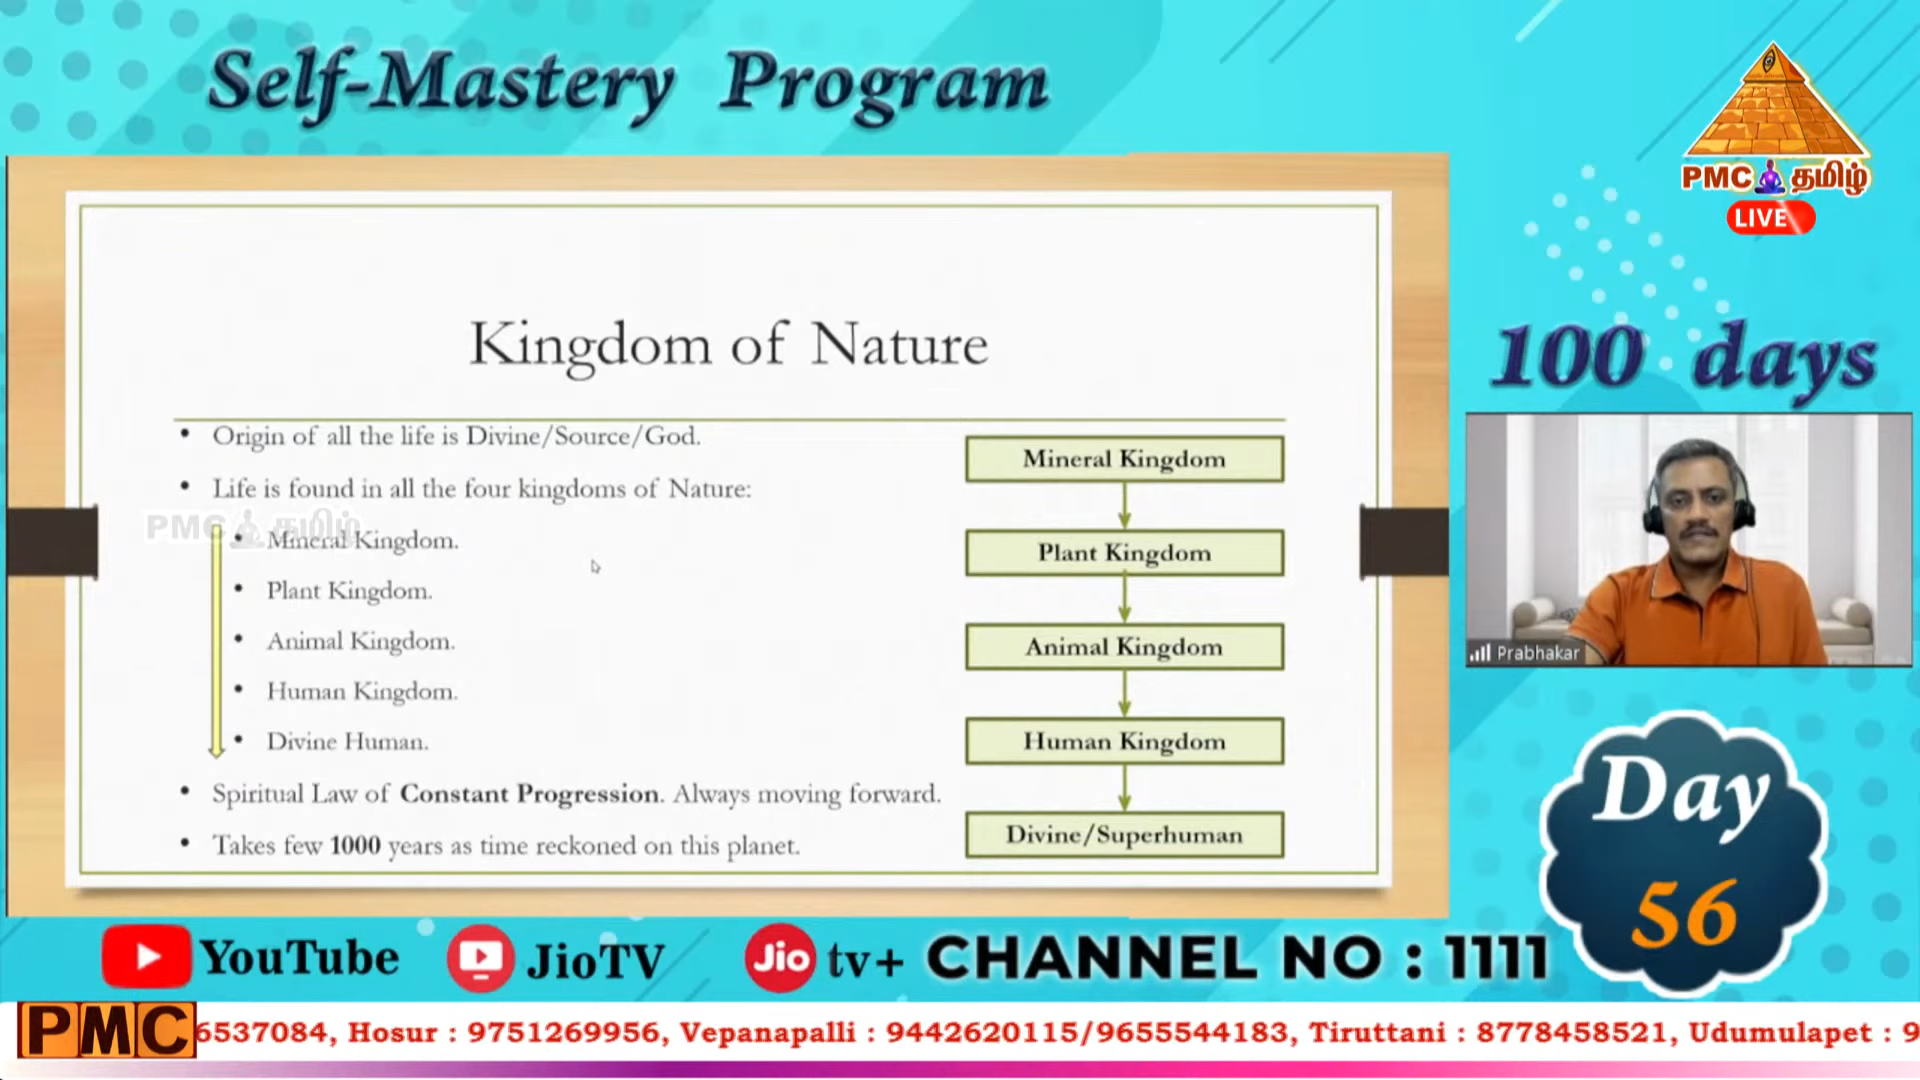 Self-Mastery Program
PMC தமிழ்
LIVE
100 days
Kingdom of Nature
• Origin of all the life is Divine/Source/God.
• Life is found in all the four kingdoms of Nature:
PMC தமிழ்
• Mineral Kingdom.
• Plant Kingdom.
• Animal Kingdom.
• Human Kingdom.
• Divine Human.
• Spiritual Law of Constant Progression. Always moving forward.
• Takes few 1000 years as time reckoned on this planet.
Mineral Kingdom
Plant Kingdom
Animal Kingdom
Human Kingdom
Divine/Superhuman
Prabhakar
Day
56
YouTube JioTV Jio tv+ CHANNEL NO : 1111
PMC 6537084, Hosur : 9751269956, Vepanapalli : 9442620115/9655544183, Tiruttani : 8778458521, Udumulapet : 9